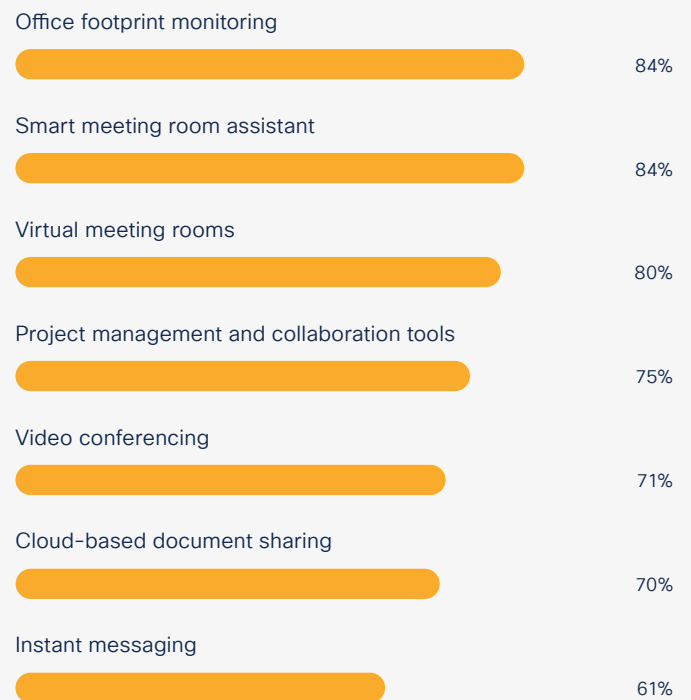 Office footprint monitoring
84%
Smart meeting room assistant
84%
Virtual meeting rooms
80%
Project management and collaboration tools
75%
Video conferencing
71%
Cloud-based document sharing
70%
Instant messaging
61%